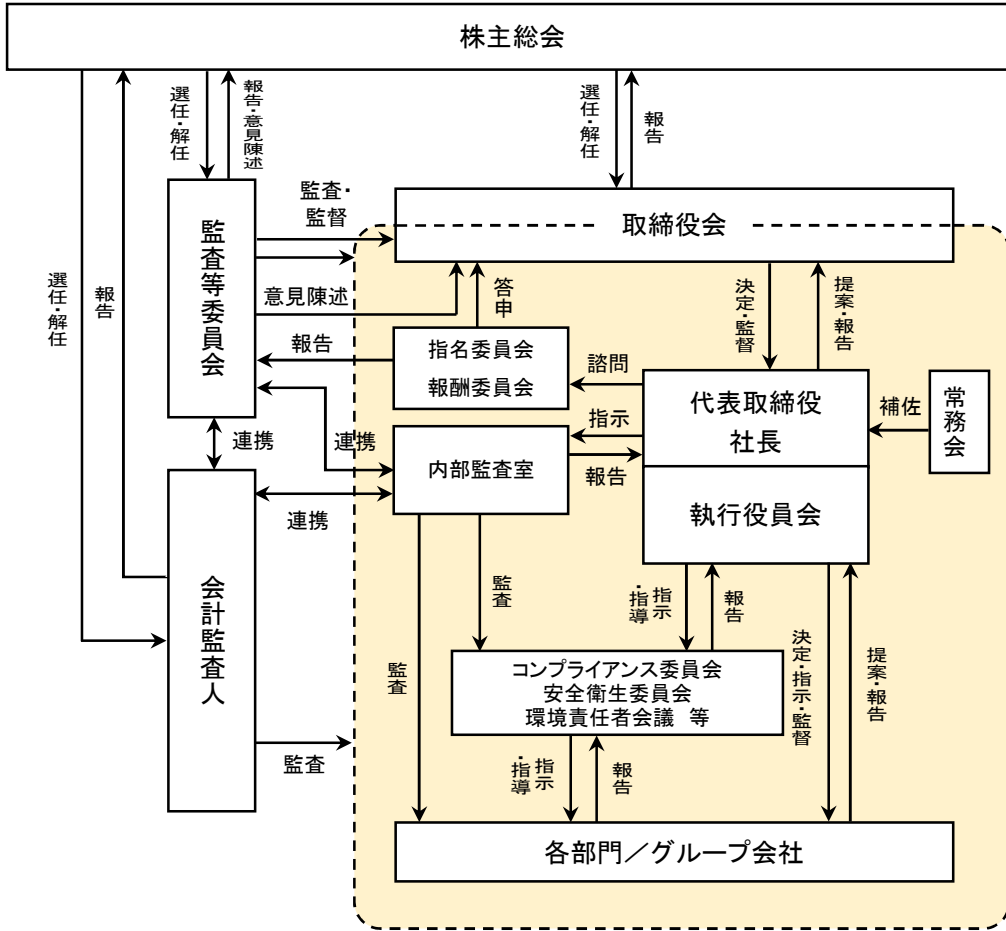 株主総会
選任・解任
報告
選任・解任
報告・意見陳述
選任・解任
報告
監査等委員会
監査・
監督
取締役会
意見陳述
答申
決定・監督
提案・報告
報告
指名委員会
報酬委員会
諮問
代表取締役
社長
補佐
常務会
指示
連携
連携
内部監査室
報告
執行役員会
連携
会計監査人
監査
監査
指示
・指導
報告
決定・指示・監督
提案・報告
コンプライアンス委員会
安全衛生委員会
環境責任者会議 等
監査
指示
・指導
報告
各部門／グループ会社